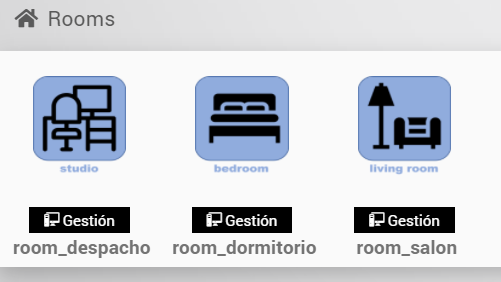 Rooms
studio
bedroom
living room
Gestión
Gestión
Gestión
room_despacho
room_dormitorio
room_salon